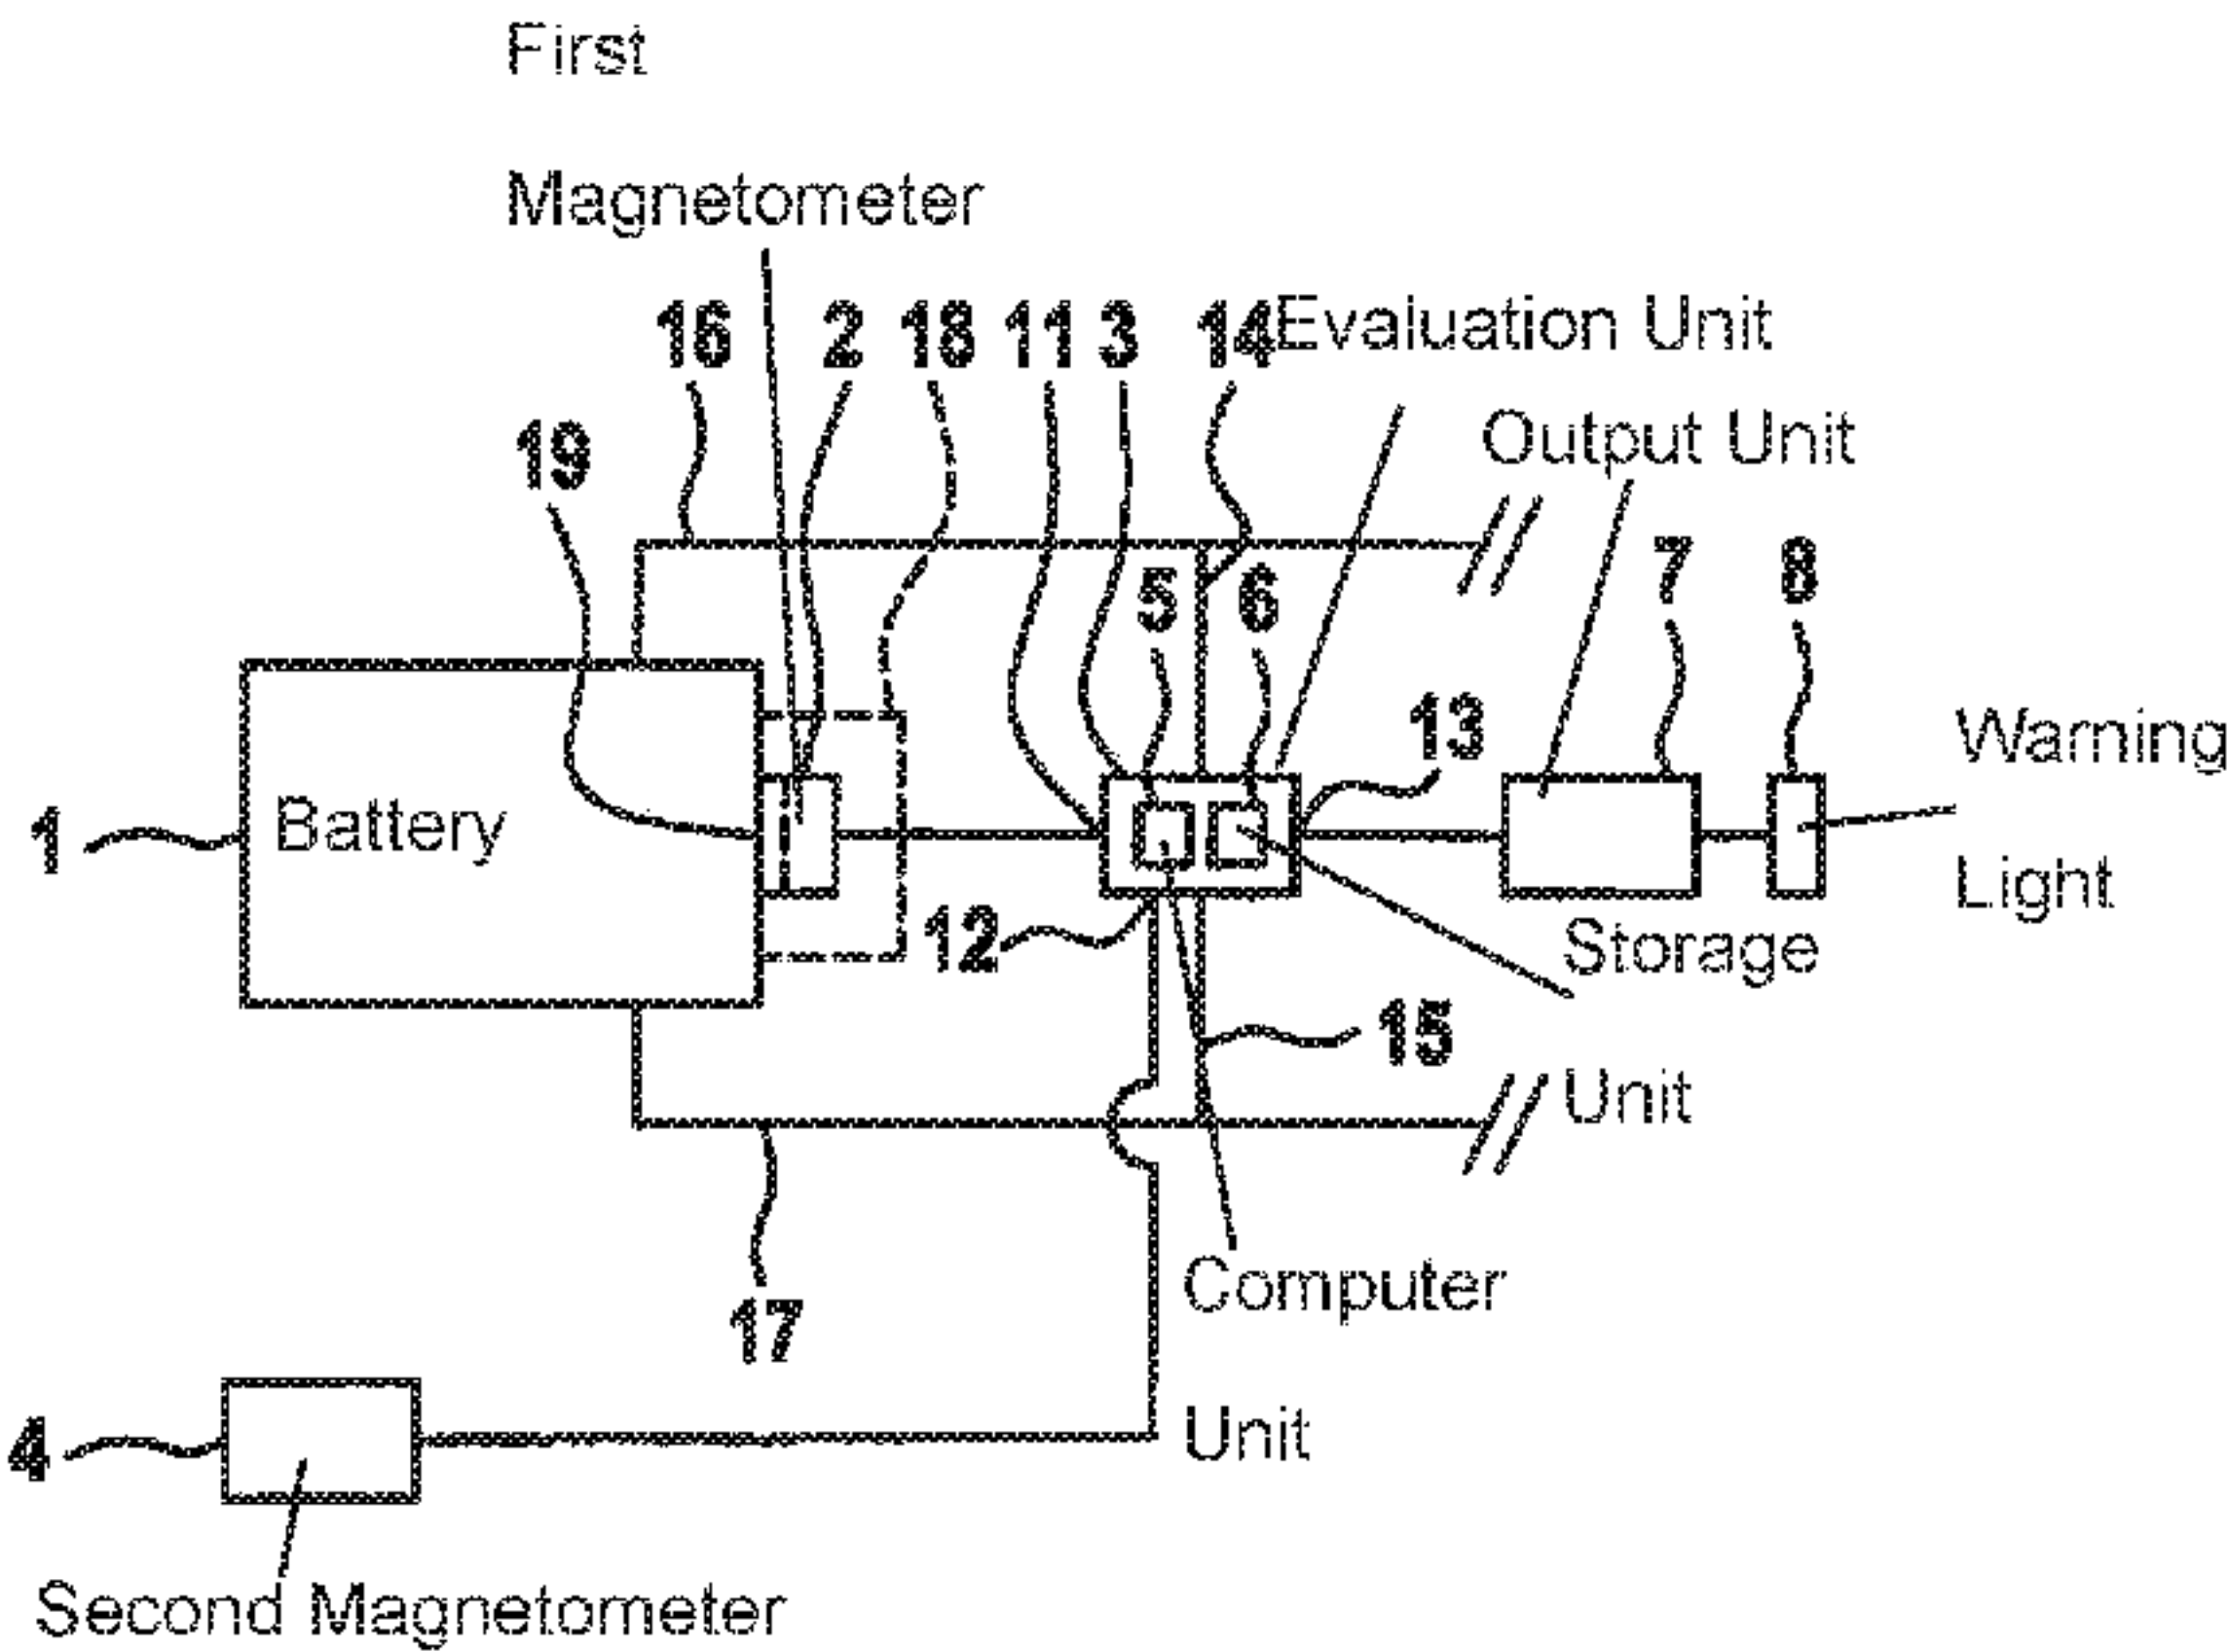 First
Magnetometer
16 2 18 11 3 14 Evaluation Unit
19 Output Unit
5 6 7 8
13 Warning
1 Battery
Light
12 Storage
15
Unit
17 Computer
4 Unit
Second Magnetometer